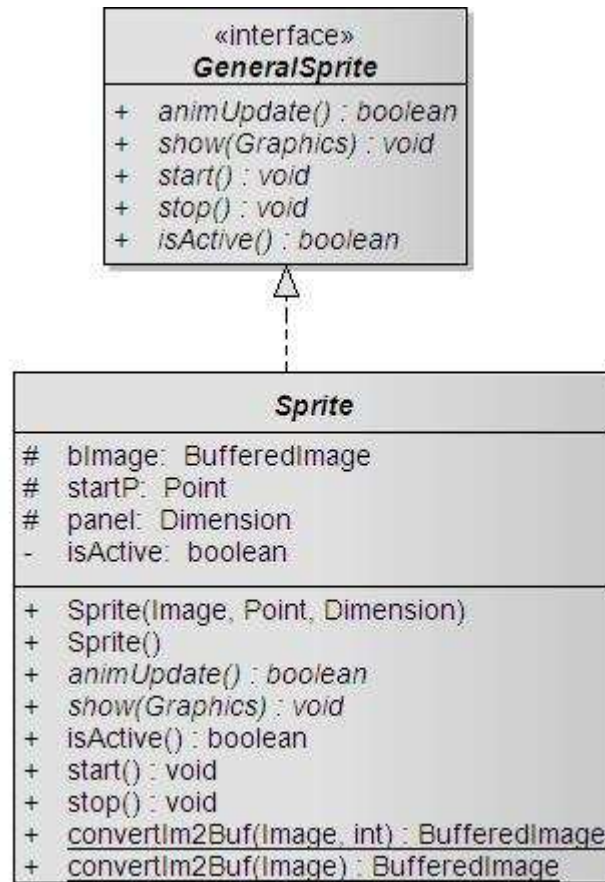 «interface»
GeneralSprite
+ animUpdate() : boolean
+ show(Graphics) : void
+ start() : void
+ stop() : void
+ isActive() : boolean
Sprite
# bImage: BufferedImage
# startP: Point
# panel: Dimension
- isActive: boolean
+ Sprite(Image, Point, Dimension)
+ Sprite()
+ animUpdate() : boolean
+ show(Graphics) : void
+ isActive() : boolean
+ start() : void
+ stop() : void
+ convertIm2Buf(Image, int) : BufferedImage
+ convertIm2Buf(Image) : BufferedImage